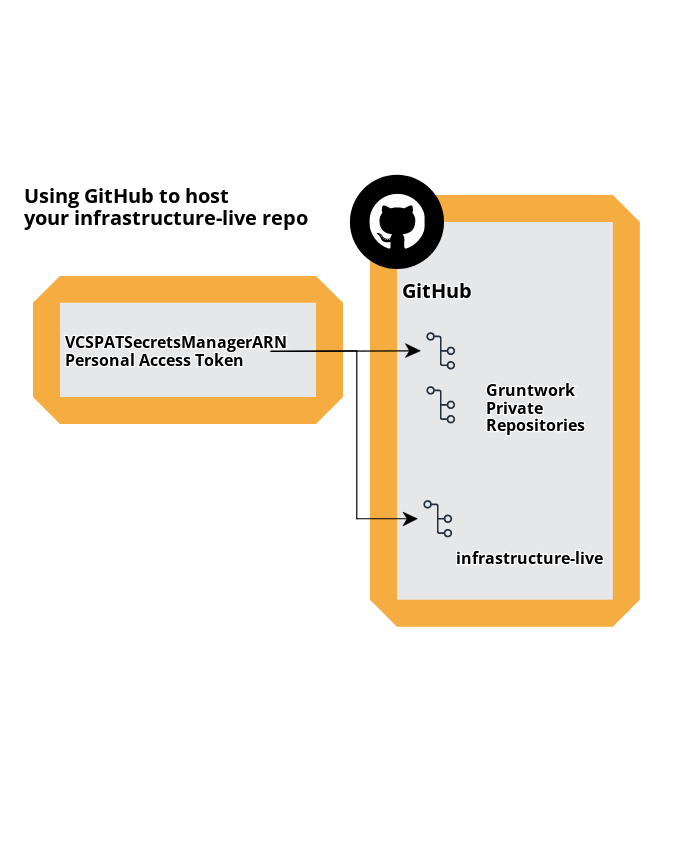 Using GitHub to host
your infrastructure-live repo
VCSPATSecretsManagerARN
Personal Access Token
GitHub
Gruntwork
Private
Repositories
infrastructure-live